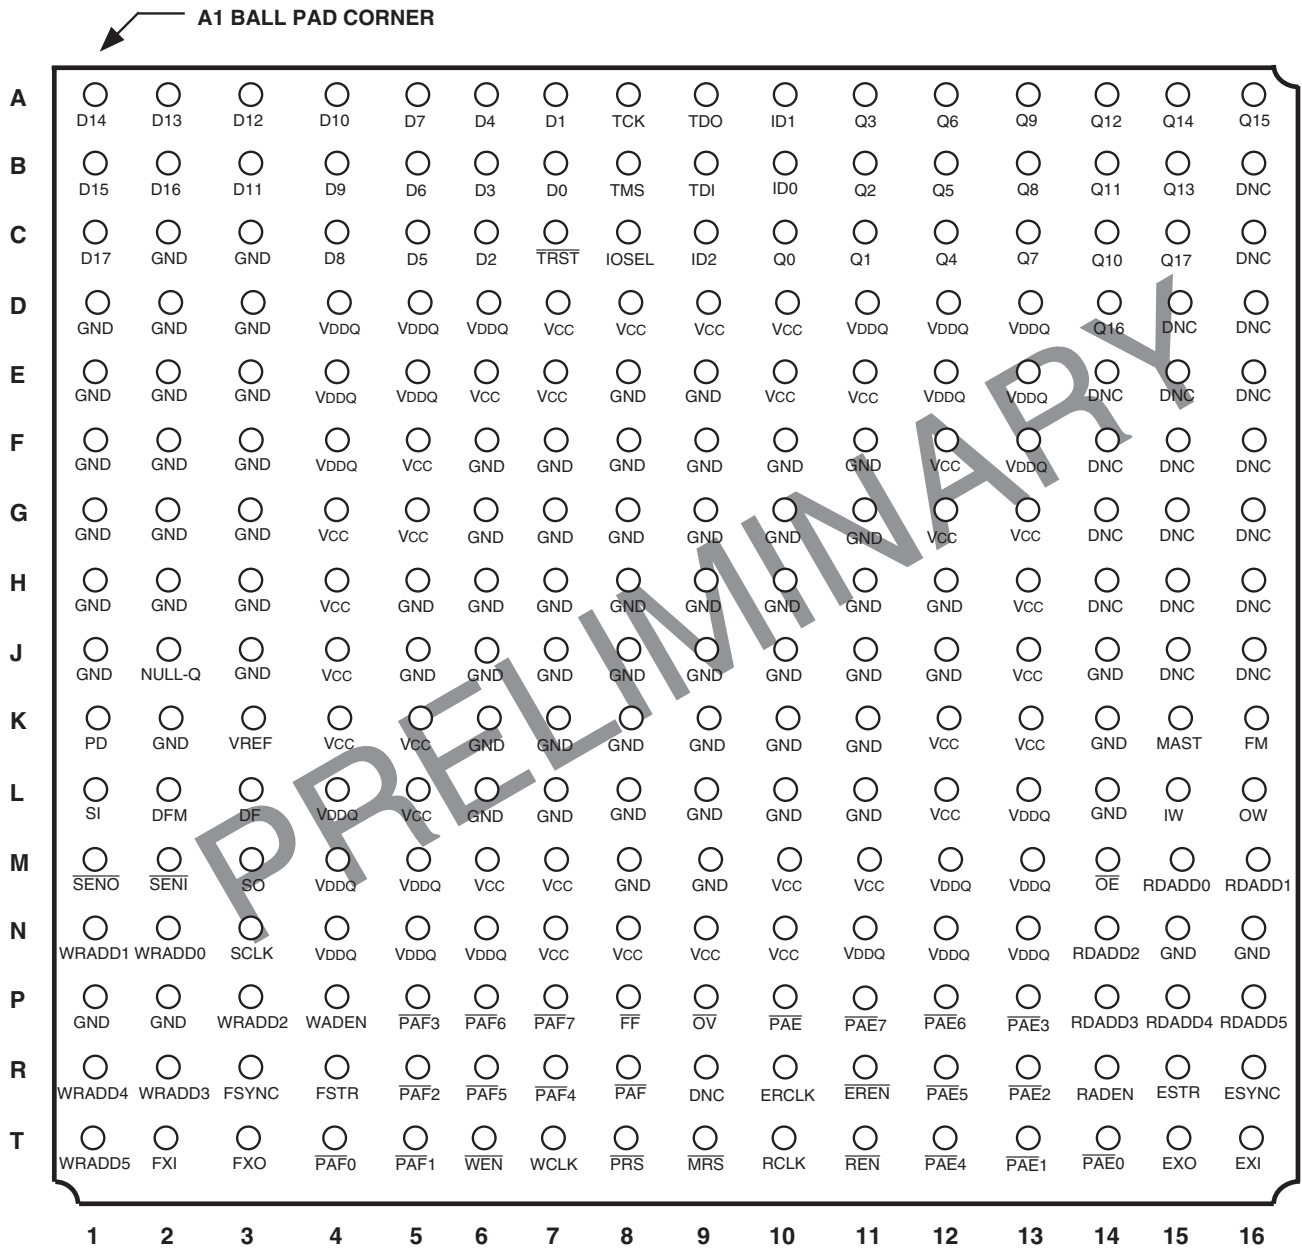 A1 BALL PAD CORNER
A
D14 D13 D12 D10 D7 D4 D1 TCK TDO ID1 Q3 Q6 Q9 Q12 Q14 Q15
B
D15 D16 D11 D9 D6 D3 D0 TMS TDI ID0 Q2 Q5 Q8 Q11 Q13 DNC
C
D17 GND GND D8 D5 D2 TRST IOSEL ID2 Q0 Q1 Q4 Q7 Q10 Q17 DNC
D
GND GND GND VDDQ VDDQ VDDQ VCC VCC VCC VCC VDDQ VDDQ VDDQ Q16 DNC DNC
E
GND GND GND VDDQ VDDQ VCC VCC GND GND VCC VCC VDDQ VDDQ DNC DNC DNC
F
GND GND GND VDDQ VCC GND GND GND GND GND GND VCC VDDQ DNC DNC DNC
G
GND GND GND VCC VCC GND GND GND GND GND GND VCC VCC DNC DNC DNC
H
GND GND GND VCC GND GND GND GND GND GND GND GND VCC DNC DNC DNC
J
GND NULL-Q GND VCC GND GND GND GND GND GND GND GND VCC GND DNC DNC
K
PD GND VREF VCC VCC GND GND GND GND GND GND VCC VCC GND MAST FM
L
SI DFM DF VDDQ VCC GND GND GND GND GND GND VCC VDDQ GND IW OW
M
SENO SENI SO VDDQ VDDQ VCC VCC GND GND VCC VCC VDDQ VDDQ OE RDADD0 RDADD1
N
WRADD1 WRADD0 SCLK VDDQ VDDQ VDDQ VCC VCC VCC VCC VDDQ VDDQ VDDQ RDADD2 GND GND
P
GND GND WRADD2 WADEN PAF3 PAF6 PAF7 FF OV PAE PAE7 PAE6 PAE3 RDADD3 RDADD4 RDADD5
R
WRADD4 WRADD3 FSYNC FSTR PAF2 PAF5 PAF4 PAF DNC ERCLK EREN PAE5 PAE2 RADEN ESTR ESYNC
T
WRADD5 FXI FXO PAF0 PAF1 WEN WCLK PRS MRS RCLK REN PAE4 PAE1 PAE0 EXO EXI
1 2 3 4 5 6 7 8 9 10 11 12 13 14 15 16
PRELIMINARY